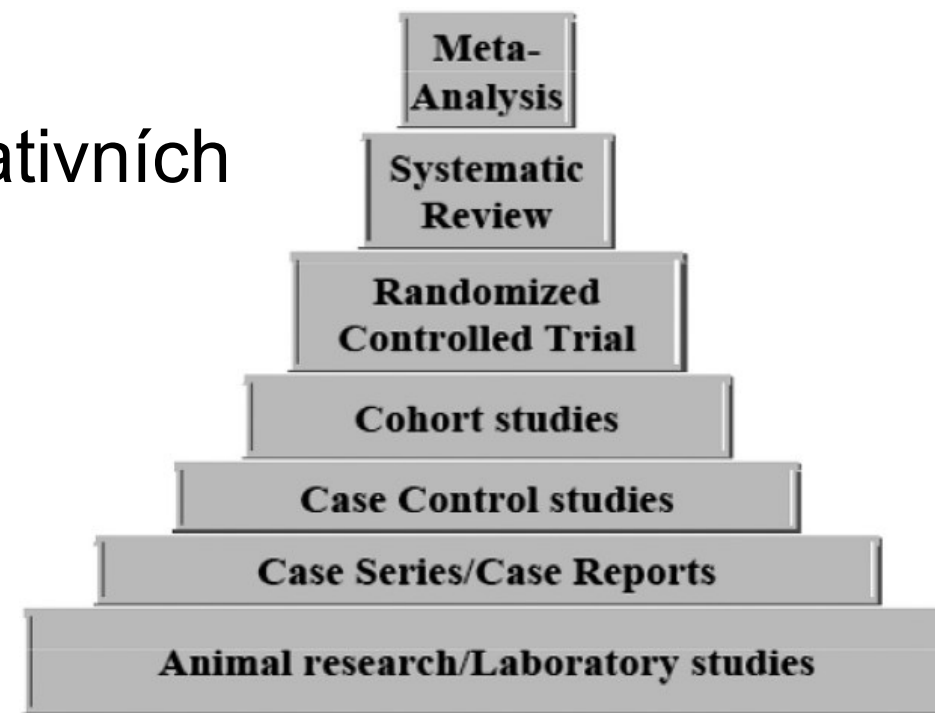 Meta-
Analysis
ativních
Systematic
Review
Randomized
Controlled Trial
Cohort studies
Case Control studies
Case Series/Case Reports
Animal research/Laboratory studies